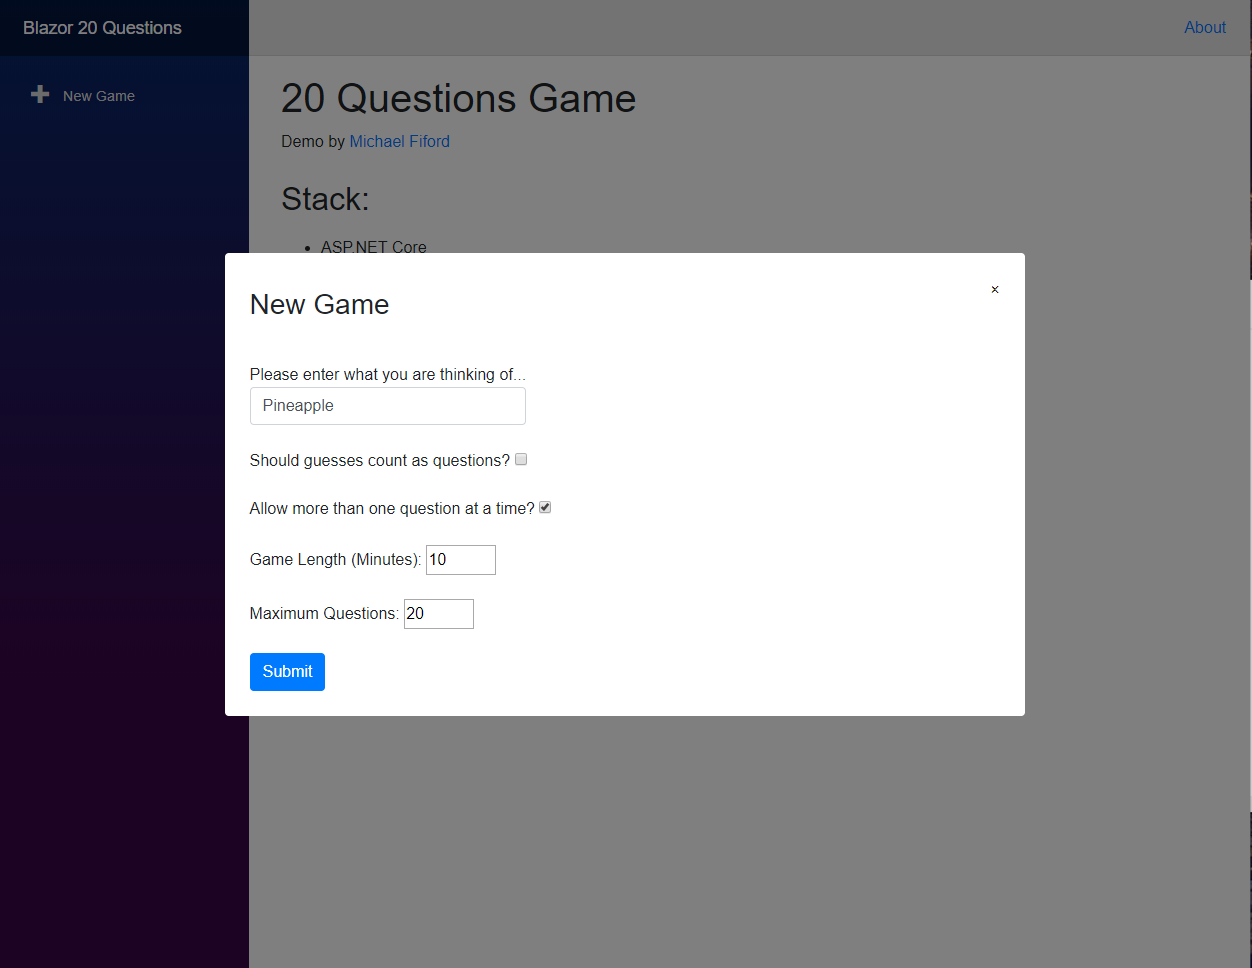 Blazor 20 Questions
About
New Game
20 Questions Game
Demo by Michael Fiford
Stack:
• ASP.NET Core
New Game
×
Please enter what you are thinking of...
Pineapple
Should guesses count as questions?
Allow more than one question at a time?
Game Length (Minutes): 10
Maximum Questions: 20
Submit